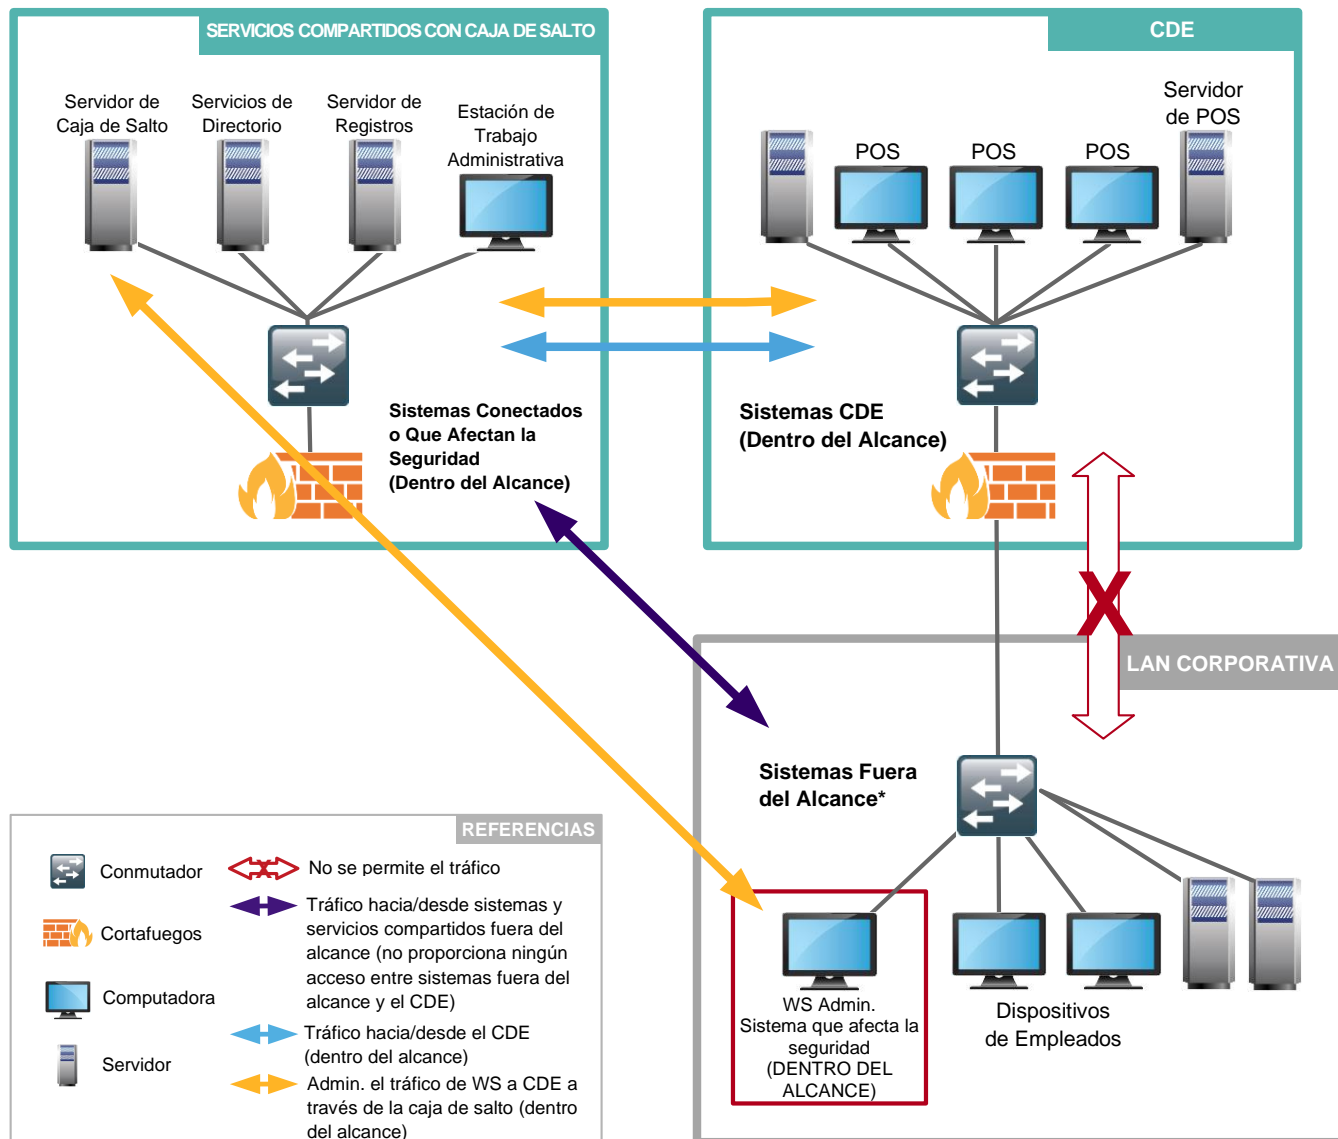 SERVICIOS COMPARTIDOS CON CAJA DE SALTO
Servidor de
Caja de Salto
Servicios de
Directorio
Servidor de
Registros
Estación de
Trabajo
Administrativa
Sistemas Conectados
o Que Afectan la
Seguridad
(Dentro del Alcance)
CDE
POS
POS
POS
Servidor
de POS
Sistemas CDE
(Dentro del Alcance)
X
LAN CORPORATIVA
Sistemas Fuera
del Alcance*
WS Admin.
Sistema que afecta la
seguridad
(DENTRO DEL
ALCANCE)
Dispositivos
de Empleados
REFERENCIAS
Conmutador
Cortafuegos
Computadora
Servidor
X
No se permite el tráfico
Tráfico hacia/desde sistemas y
servicios compartidos fuera del
alcance (no proporciona ningún
acceso entre sistemas fuera del
alcance y el CDE)
Tráfico hacia/desde el CDE
(dentro del alcance)
Admin. el tráfico de WS a CDE a
través de la caja de salto (dentro
del alcance)